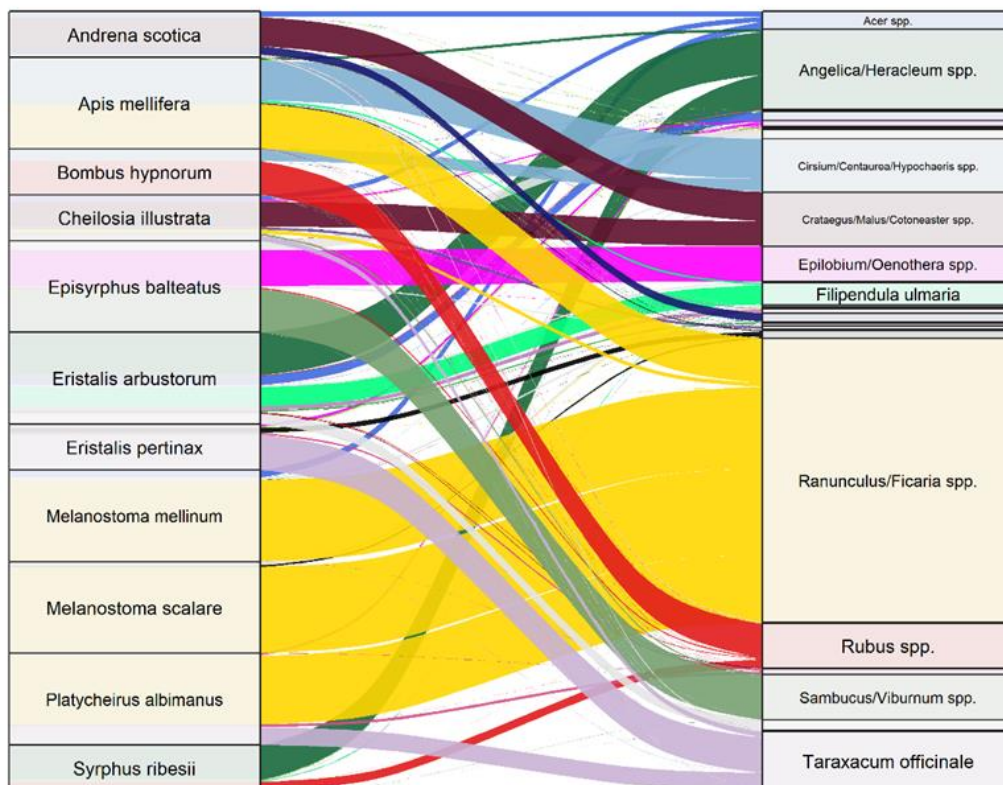 Andrena scotica
Apis mellifera
Bombus hypnorum
Cheilosia illustrata
Episyrphus balteatus
Eristalis arbustorum
Eristalis pertinax
Melanostoma mellinum
Melanostoma scalare
Platycheirus albimanus
Syrphus ribesii
Acer spp.
Angelica/Heracleum spp.
Cirsium/Centaurea/Hypochaeris spp.
Crataegus/Malus/Cotoneaster spp.
Epilobium/Oenothera spp.
Filipendula ulmaria
Ranunculus/Ficaria spp.
Rubus spp.
Sambucus/Viburnum spp.
Taraxacum officinale